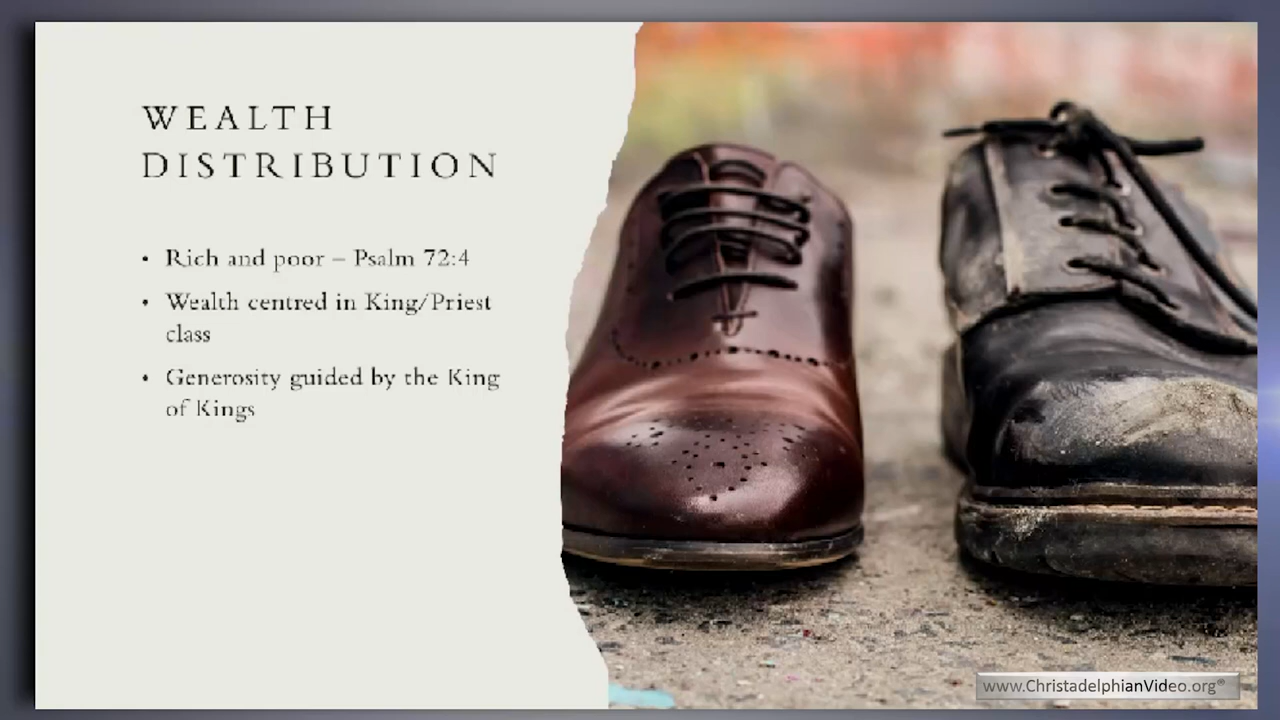 WEALTH
DISTRIBUTION
• Rich and poor – Psalm 72:4
• Wealth centred in King/Priest
class
• Generosity guided by the King
of Kings
www.ChristadelphianVideo.org®